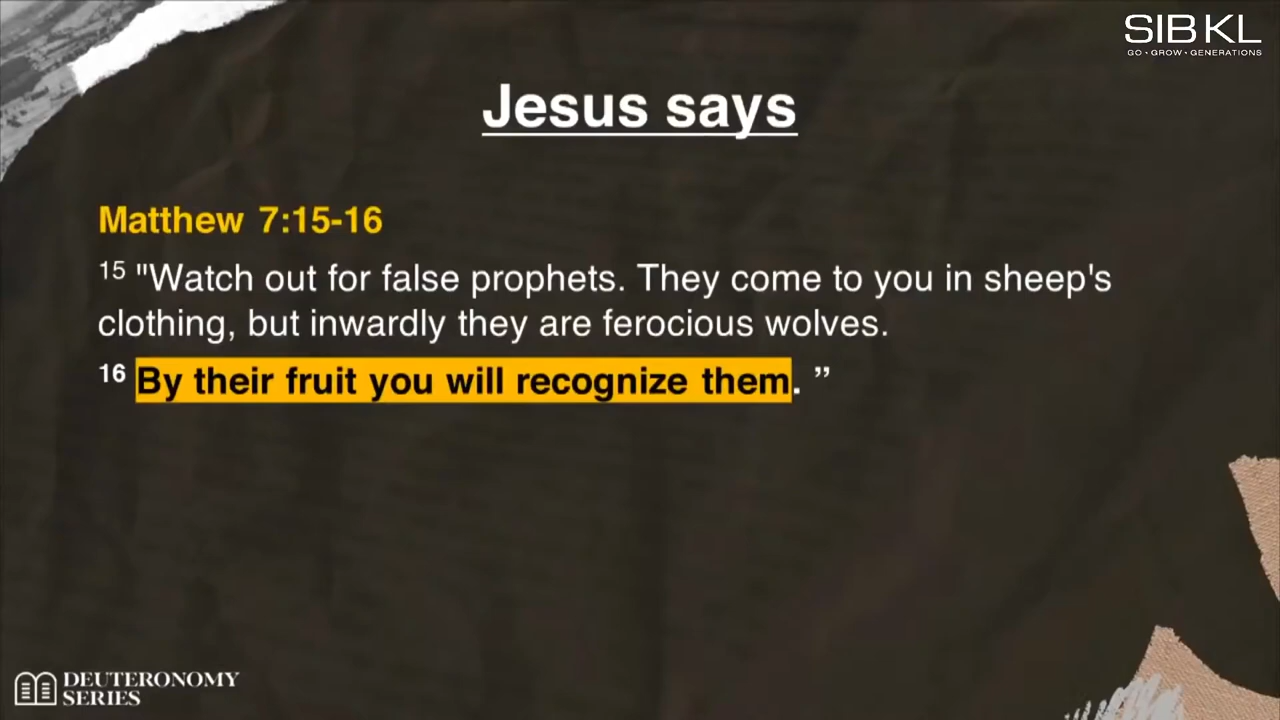 SIBKL
GO • GROW • GENERATIONS
Jesus says
Matthew 7:15-16
15 "Watch out for false prophets. They come to you in sheep's
clothing, but inwardly they are ferocious wolves.
16 By their fruit you will recognize them. ”
DEUTERONOMY
SERIES